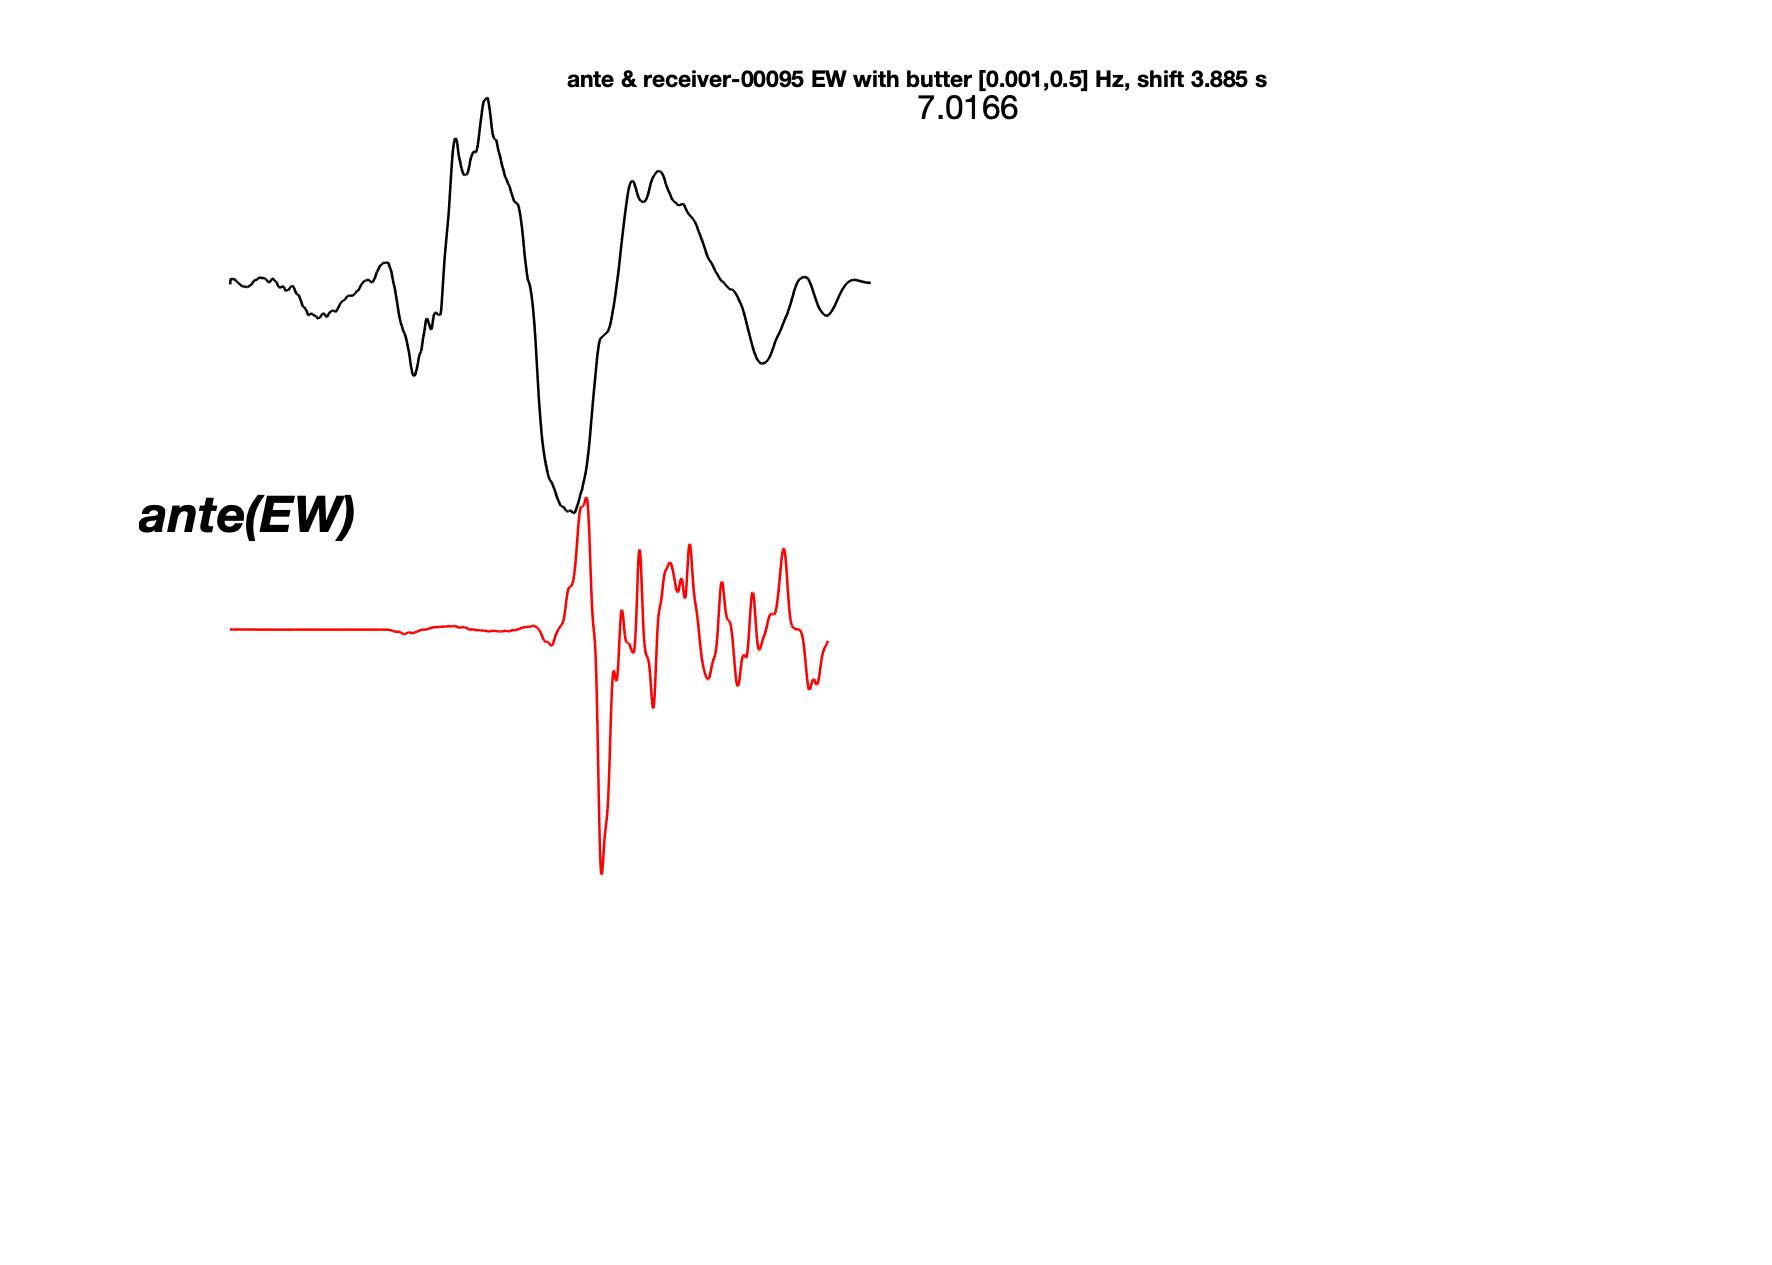 ante & receiver-00095 EW with butter [0.001,0.5] Hz, shift 3.885 s
7.0166
ante(EW)